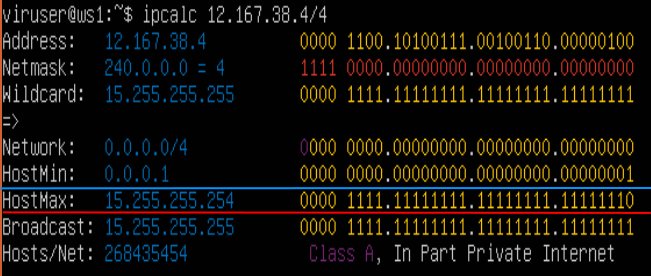 viruser@ws1:~$ ipcalc 12.167.38.4/4
Address: 12.167.38.4 0000 1100.10100111.00100110.00000100
Netmask: 240.0.0.0 = 4 1111 0000.00000000.00000000.00000000
Wildcard: 15.255.255.255 0000 1111.11111111.11111111.11111111
=>
Network: 0.0.0.0/4 0000 0000.00000000.00000000.00000000
HostMin: 0.0.0.1 0000 0000.00000000.00000000.00000001
HostMax: 15.255.255.254 0000 1111.11111111.11111111.11111110
Broadcast: 15.255.255.255 0000 1111.11111111.11111111.11111111
Hosts/Net: 268435454 Class A, In Part Private Internet